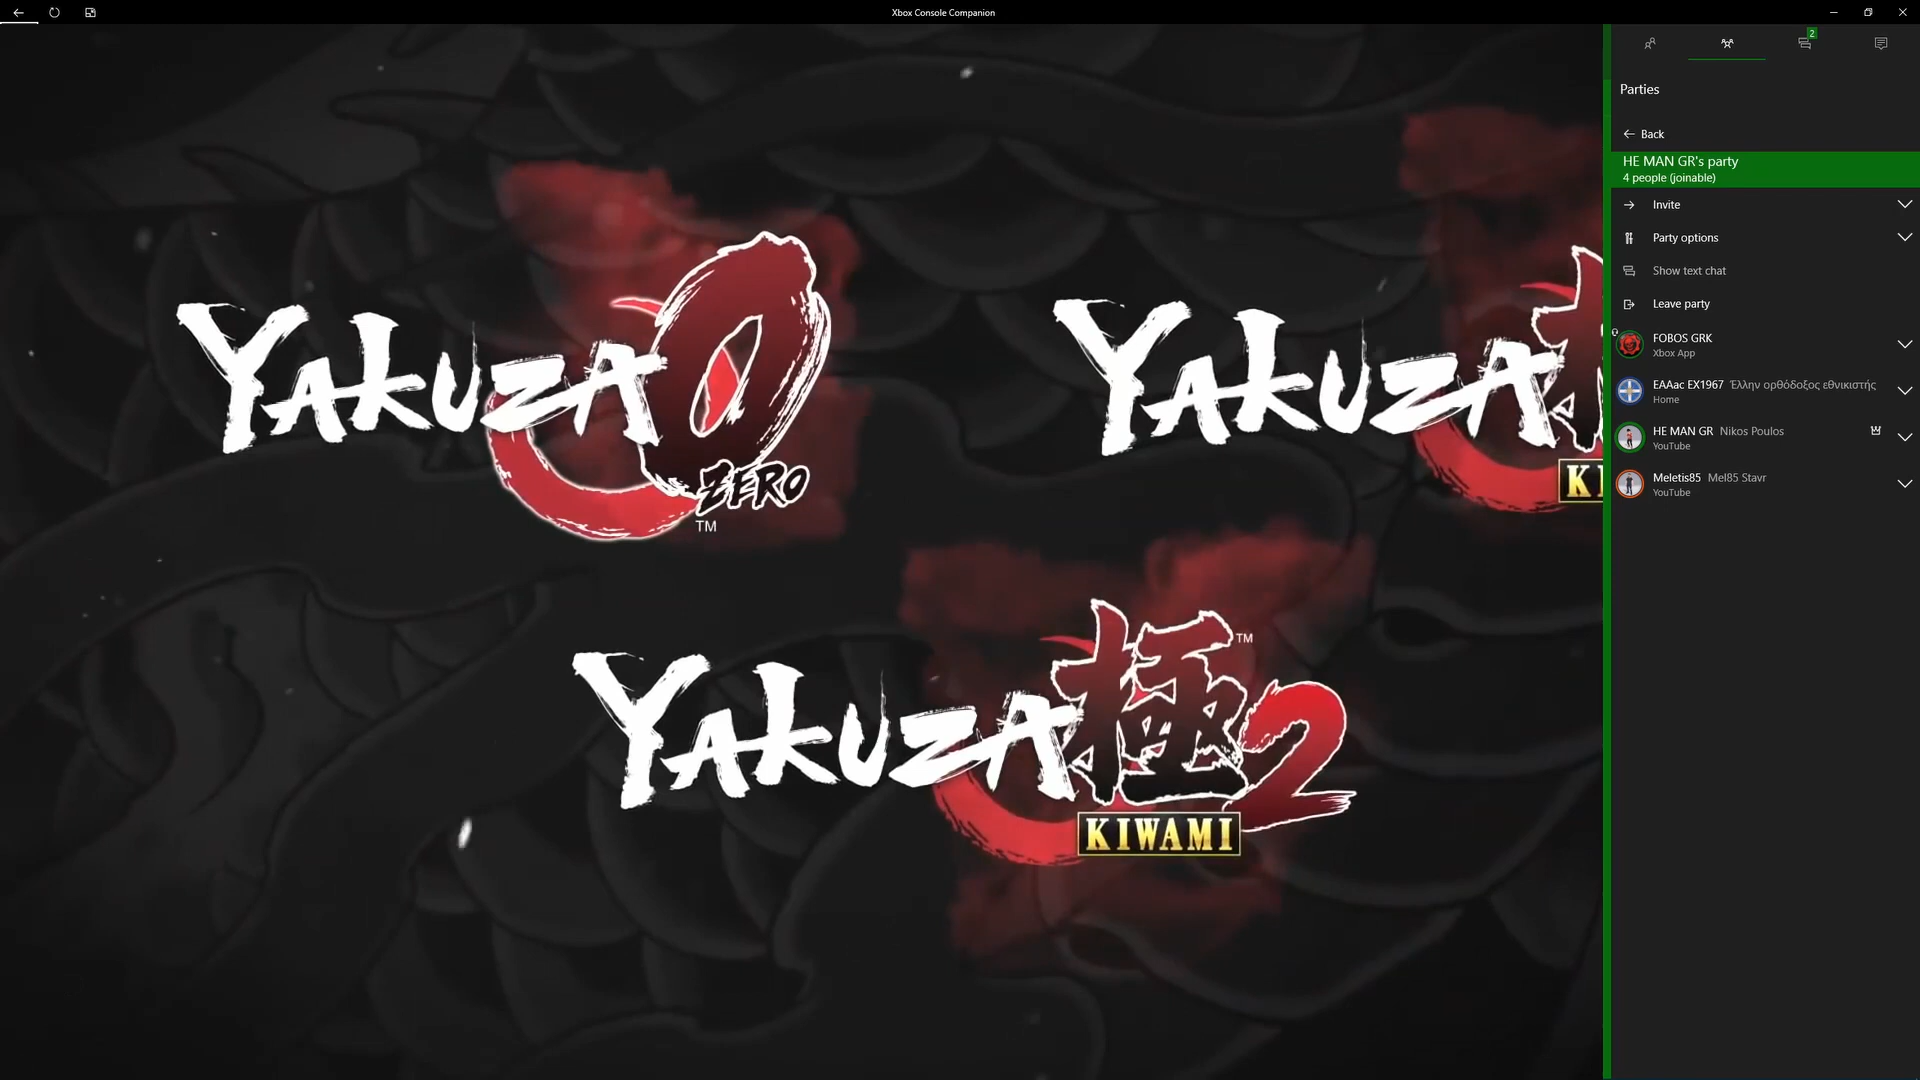 Xbox Console Companion
2
Parties
Back
HE MAN GR's party
4 people (joinable)
Invite
Party options
Show text chat
Leave party
FOBOS GRK
Xbox App
EAAac EX1967 Έλλην ορθόδοξος εθνικιστής
Home
HE MAN GR Nikos Poulos
YouTube
Meletis85 Mel85 Stavr
YouTube
YAKUZA 0
ZERO
TM
YAKUZA
KI
YAKUZA 極 2
TM
KIWAMI